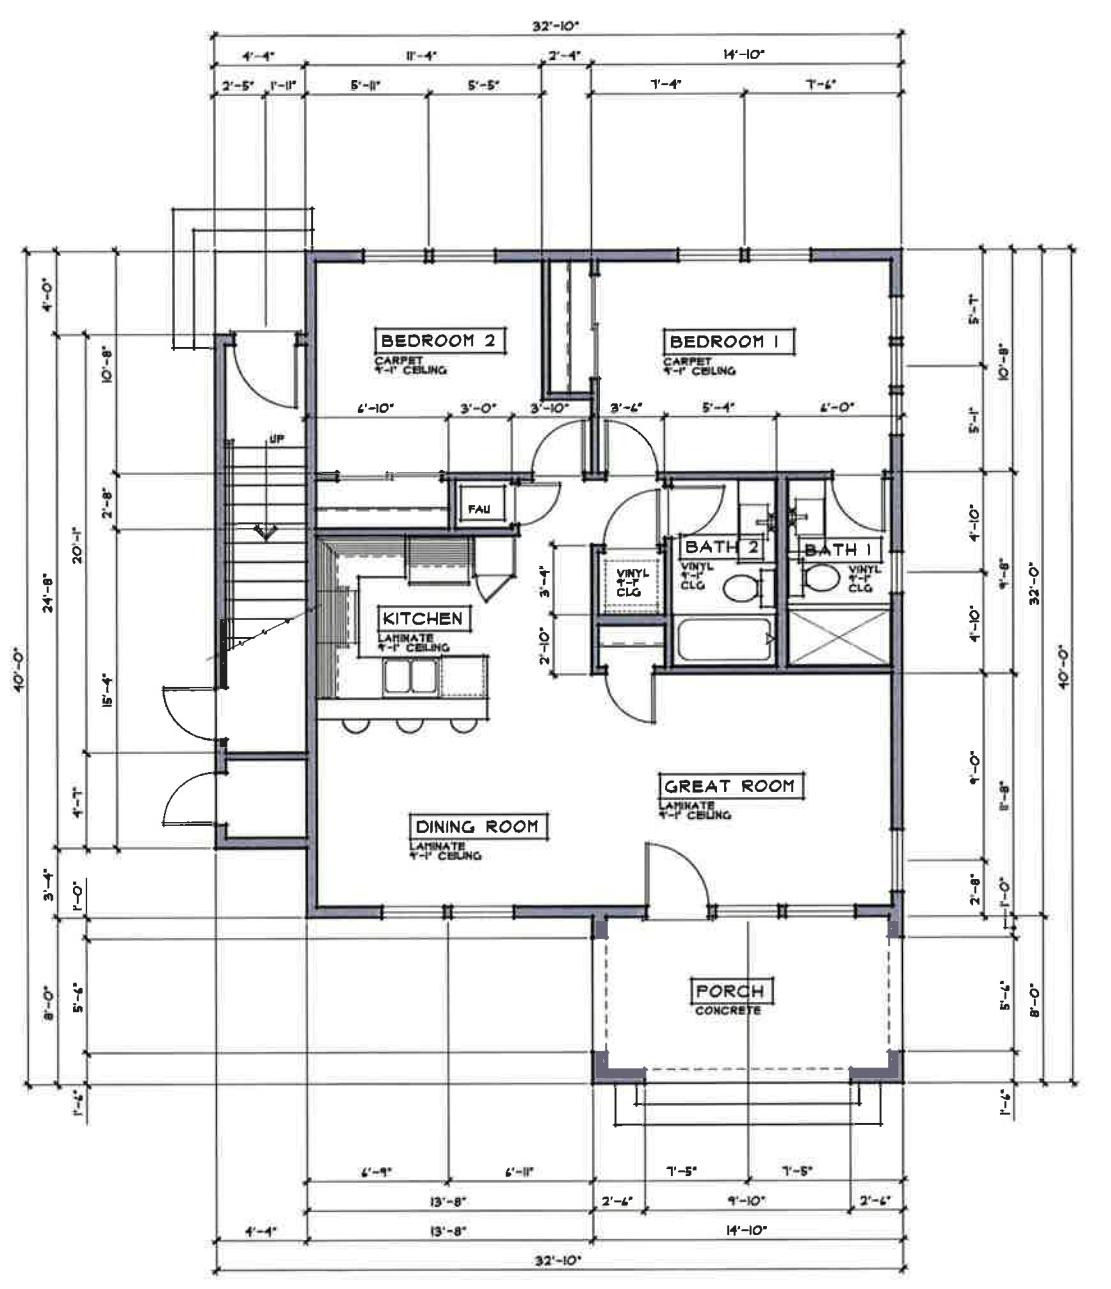 32'-10"
4'-4" 11'-4" 2'-4" 14'-10"
2'-5" 1'-11" 5'-11" 5'-5" 7'-4" 7'-6"
4'-0"
10'-8"
2'-8"
20'-1"
24'-8"
40'-0"
15'-4"
4'-7"
3'-4"
1'-0"
8'-0"
5'-6"
1'-6"
BEDROOM 2
CARPET
9'-1" CEILING
BEDROOM 1
CARPET
9'-1" CEILING
6'-10" 3'-0" 3'-10" 3'-6" 5'-4" 6'-0"
UP
FAU
BATH 2
VINYL
9'-1"
CLG
BATH 1
VINYL
9'-1"
CLG
VINYL
9'-1"
CLG
3'-4"
2'-10"
KITCHEN
LAMINATE
9'-1" CEILING
GREAT ROOM
LAMINATE
9'-1" CEILING
DINING ROOM
LAMINATE
9'-1" CEILING
PORCH
CONCRETE
5'-7"
10'-8"
5'-1"
4'-10"
9'-8"
4'-10"
32'-0"
40'-0"
9'-0"
11'-8"
2'-8"
1'-0"
5'-6"
8'-0"
1'-6"
6'-9" 6'-11" 7'-5" 7'-5"
13'-8" 2'-6" 9'-10" 2'-6"
4'-4" 13'-8" 14'-10"
32'-10"